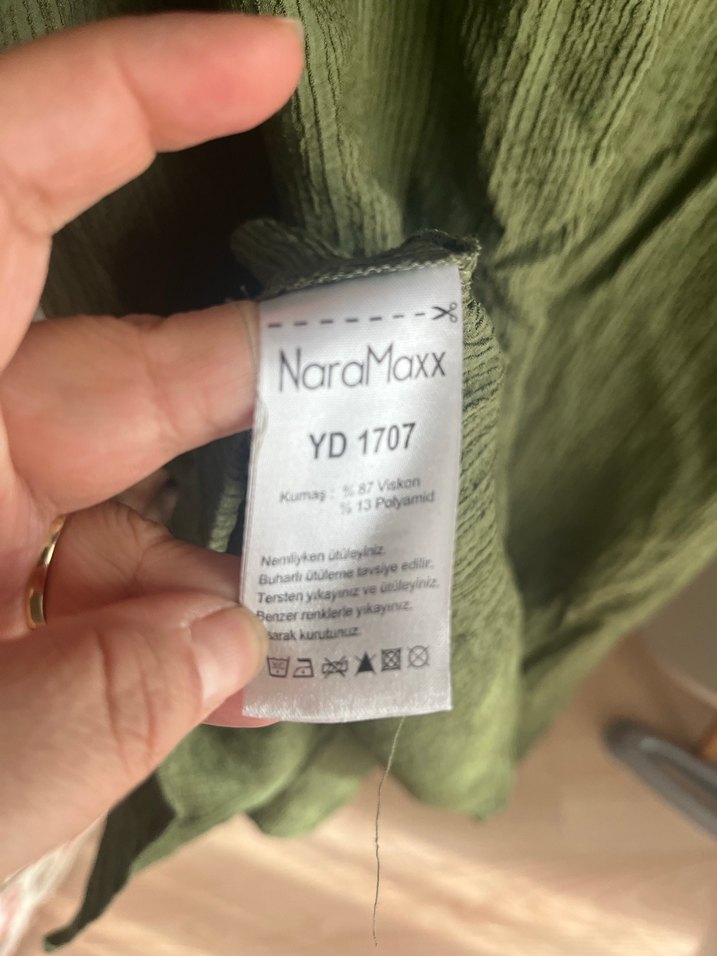 NaraMaxx
YD 1707
Kumaş : % 87 Viskon
% 13 Polyamid
Nemliyken ütüleyiniz.
Buharlı ütüleme tavsiye edilir.
Tersten yıkayınız ve ütüleyiniz.
Benzer renklerle yıkayınız.
kurutunuz.